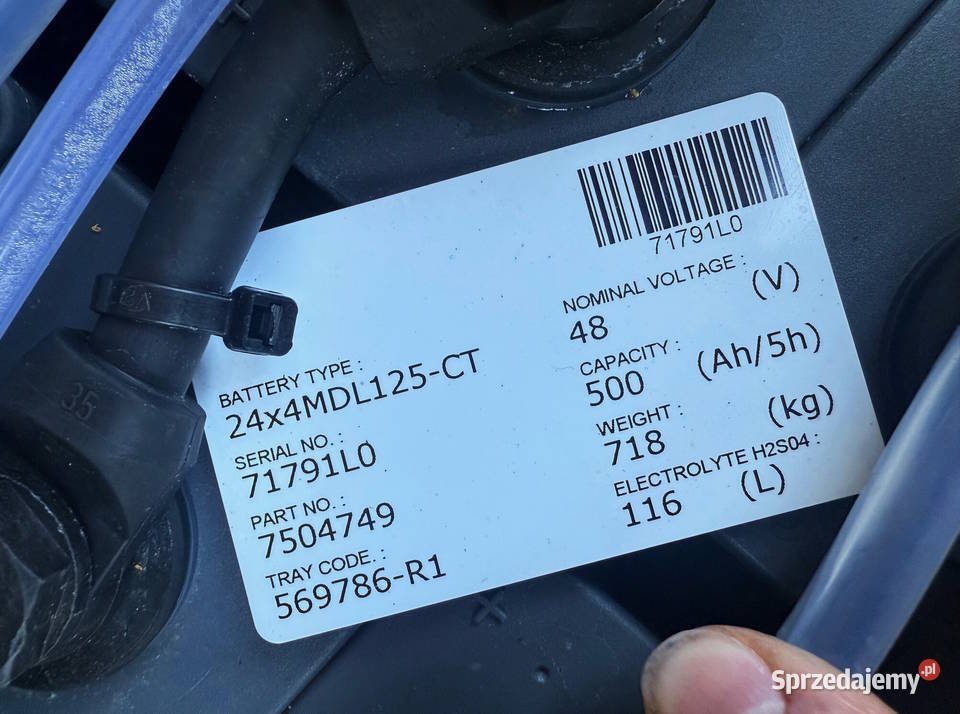 71791L0
BATTERY TYPE :
24x4MDL125-CT
SERIAL NO. :
71791L0
PART NO. :
7504749
TRAY CODE. :
569786-R1
NOMINAL VOLTAGE :
48 (V)
CAPACITY :
500 (Ah/5h)
WEIGHT :
718 (kg)
ELECTROLYTE H2S04 :
116 (L)
35
Sprzedajemy.pl